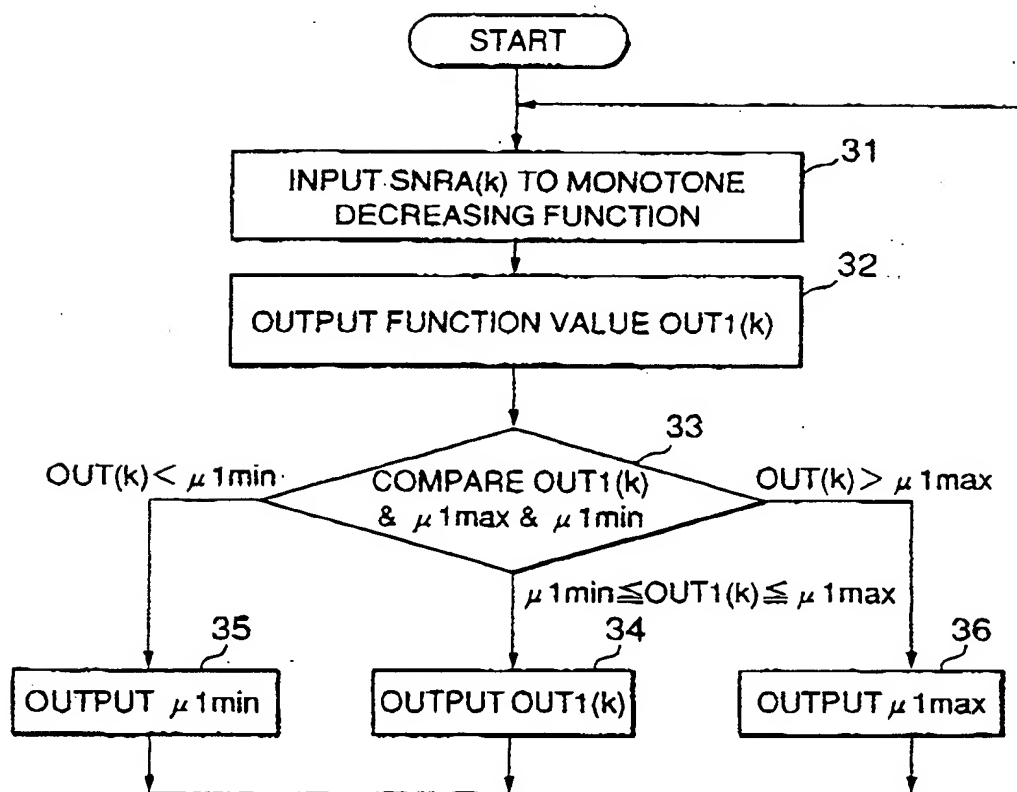 START
31
INPUT SNRA(k) TO MONOTONE
DECREASING FUNCTION
32
OUTPUT FUNCTION VALUE OUT1(k)
33
OUT(k) < μ1min
COMPARE OUT1(k)
& μ1max & μ1min
OUT(k) > μ1max
μ1min≦OUT1(k)≦μ1max
35
34
36
OUTPUT μ1min
OUTPUT OUT1(k)
OUTPUT μ1max